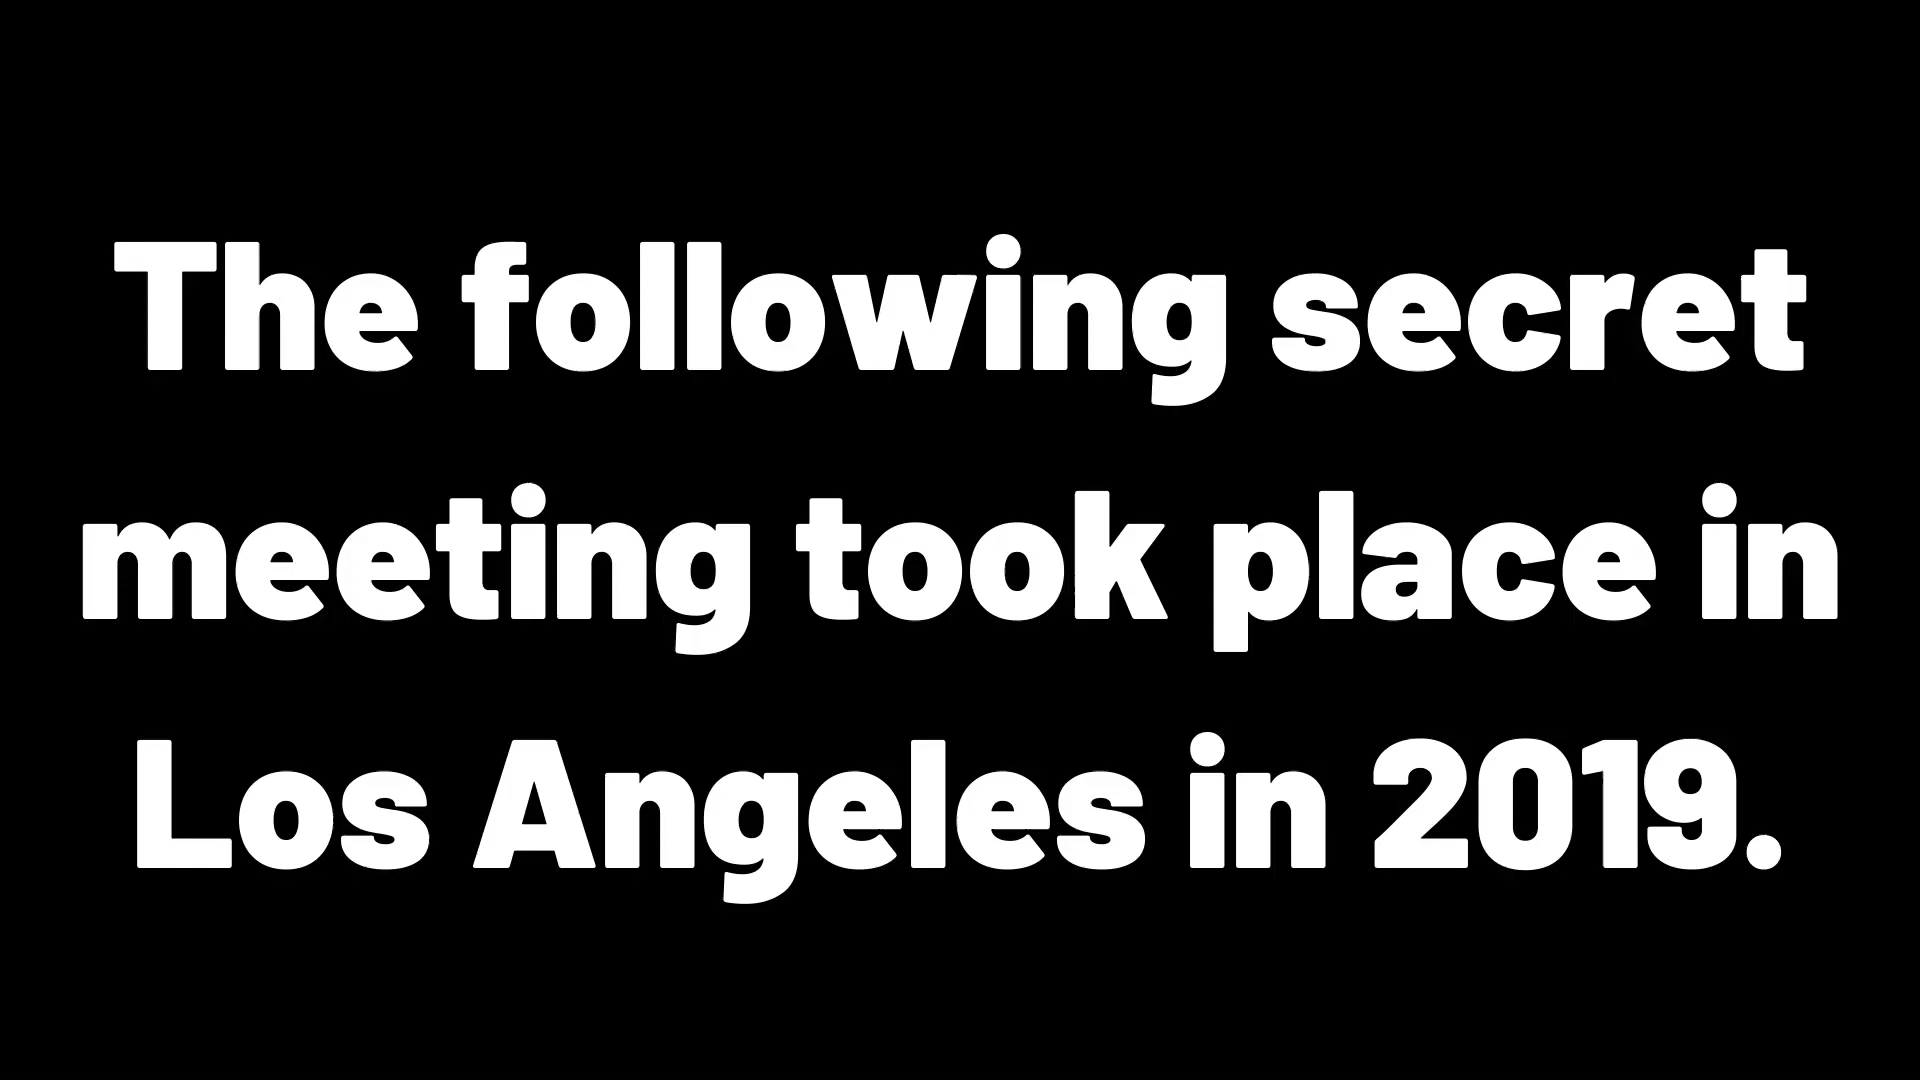 The following secret
meeting took place in
Los Angeles in 2019.